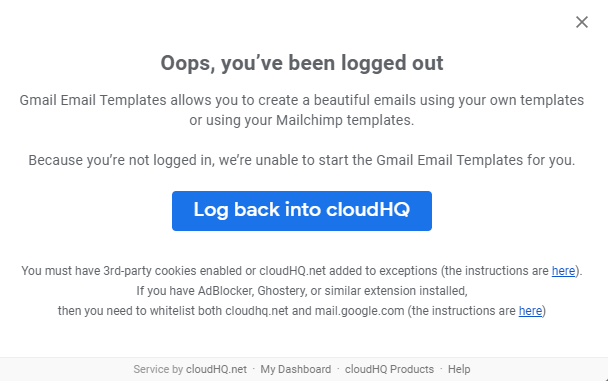 Oops, you’ve been logged out
Gmail Email Templates allows you to create a beautiful emails using your own templates
or using your Mailchimp templates.
Because you’re not logged in, we’re unable to start the Gmail Email Templates for you.
Log back into cloudHQ
You must have 3rd-party cookies enabled or cloudHQ.net added to exceptions (the instructions are here).
If you have AdBlocker, Ghostery, or similar extension installed,
then you need to whitelist both cloudhq.net and mail.google.com (the instructions are here)
Service by cloudHQ.net · My Dashboard · cloudHQ Products · Help